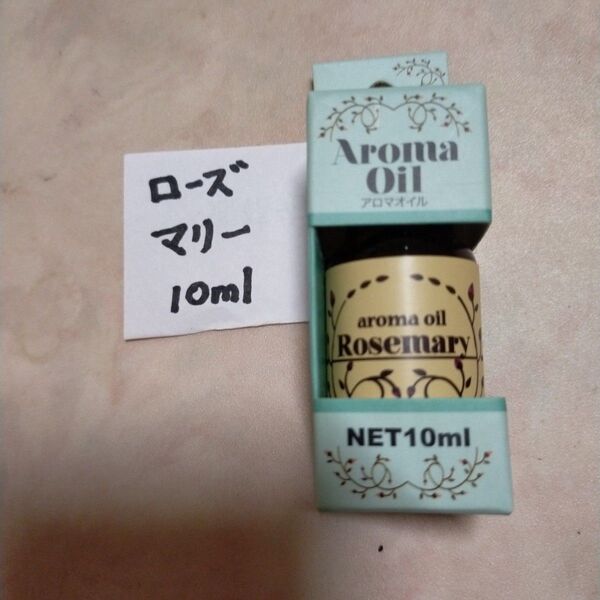 ローズ
マリー
10ml
Aroma
Oil
アロマオイル
aroma oil
Rosemary
NET10ml